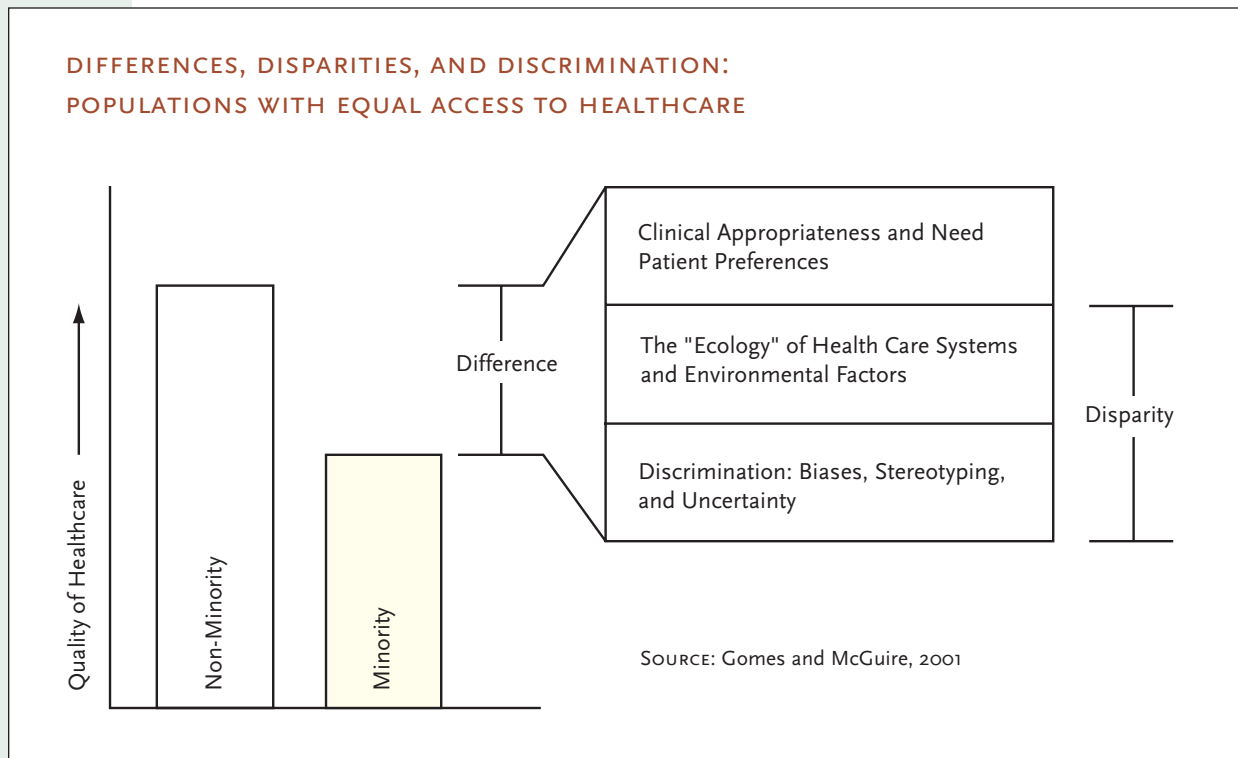 DIFFERENCES, DISPARITIES, AND DISCRIMINATION:
POPULATIONS WITH EQUAL ACCESS TO HEALTHCARE
Quality of Healthcare
Non-Minority
Minority
Difference
Clinical Appropriateness and Need
Patient Preferences
The "Ecology" of Health Care Systems
and Environmental Factors
Discrimination: Biases, Stereotyping,
and Uncertainty
Disparity
SOURCE: Gomes and McGuire, 2001